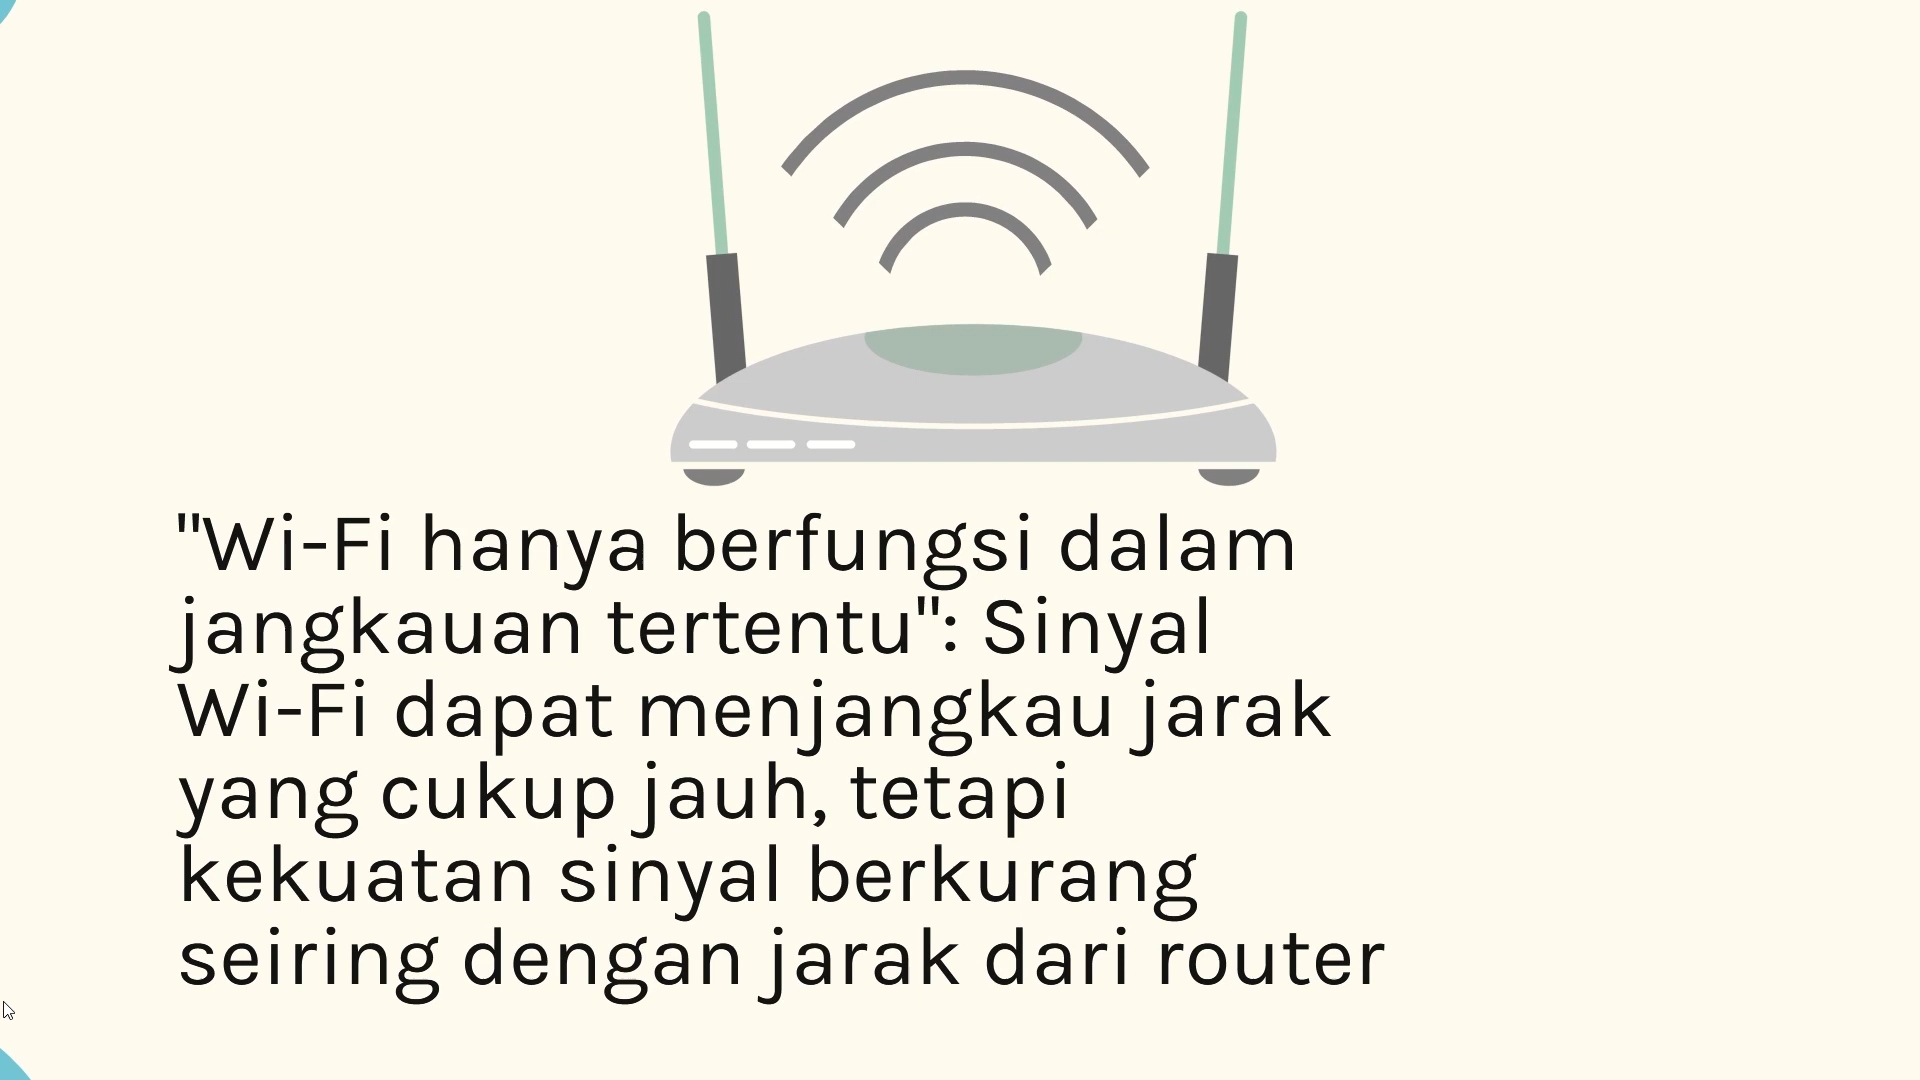 "Wi-Fi hanya berfungsi dalam
jangkauan tertentu": Sinyal
Wi-Fi dapat menjangkau jarak
yang cukup jauh, tetapi
kekuatan sinyal berkurang
seiring dengan jarak dari router